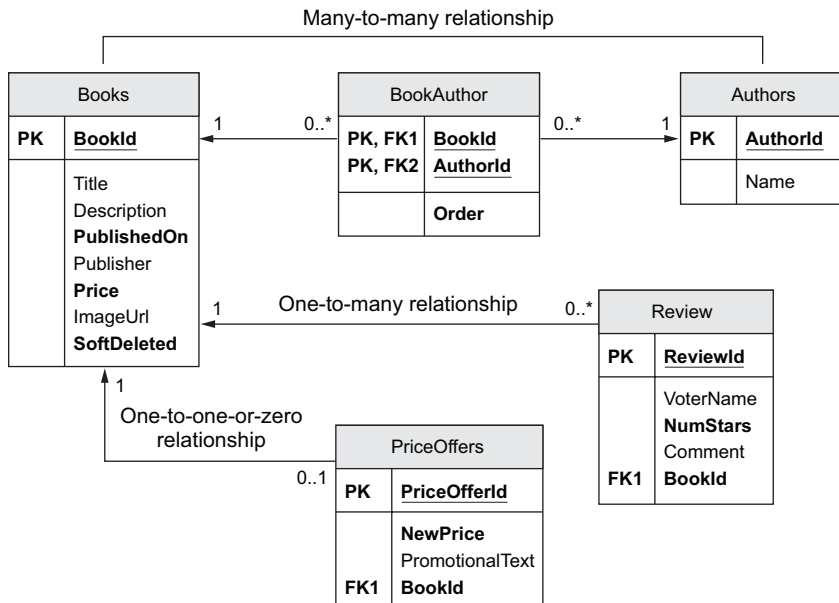 Many-to-many relationship
Books
PK BookId
Title
Description
PublishedOn
Publisher
Price
ImageUrl
SoftDeleted
1 0..*
BookAuthor
PK, FK1 BookId
PK, FK2 AuthorId
Order
0..* 1
Authors
PK AuthorId
Name
1 One-to-many relationship 0..*
Review
PK ReviewId
VoterName
NumStars
Comment
FK1 BookId
1
One-to-one-or-zero
relationship
0..1
PriceOffers
PK PriceOfferId
NewPrice
PromotionalText
FK1 BookId